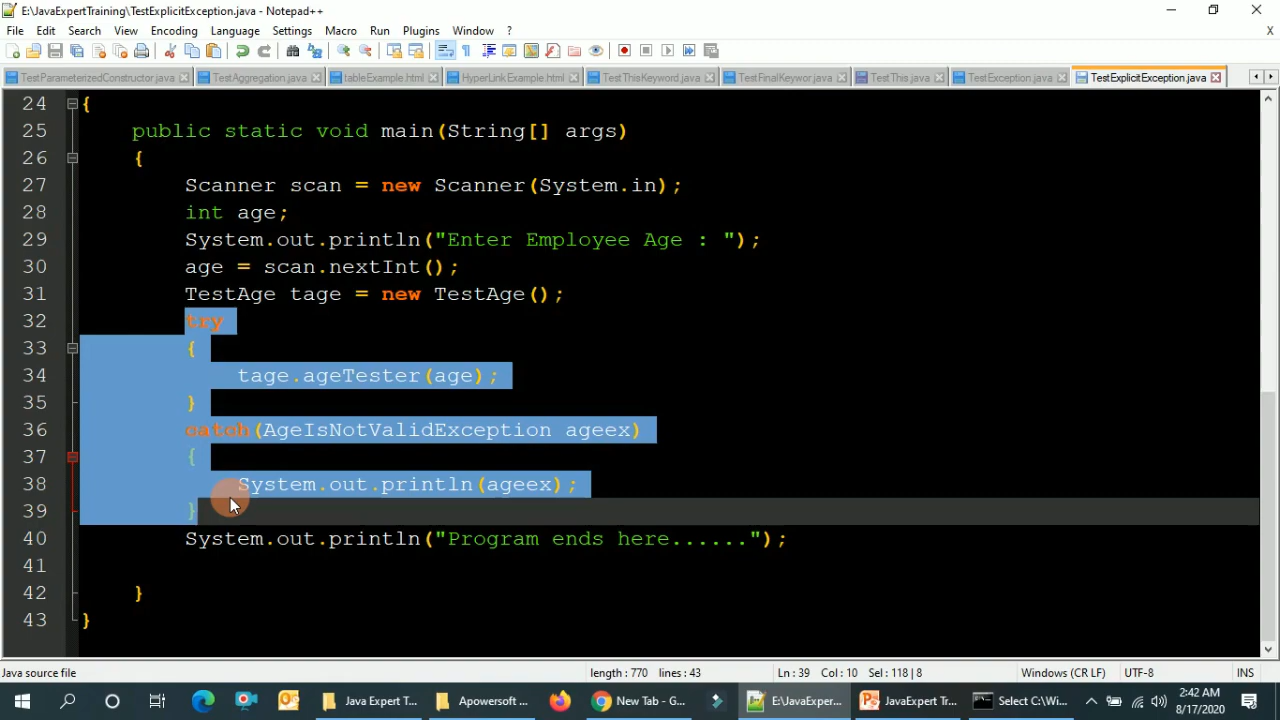 E:\JavaExpertTraining\TestExplicitException.java - Notepad++
File Edit Search View Encoding Language Settings Macro Run Plugins Window ? X
TestParameterizedConstructor.java TestAggregation.java tableExample.html HyperLinkExample.html TestThisKeyword.java TestFinalKeywor.java TestThis.java TestException.java TestExplicitException.java
24 {
25 public static void main(String[] args)
26 {
27 Scanner scan = new Scanner(System.in);
28 int age;
29 System.out.println("Enter Employee Age : ");
30 age = scan.nextInt();
31 TestAge tage = new TestAge();
32 try
33 {
34 tage.ageTester(age);
35 }
36 catch(AgeIsNotValidException ageex)
37 {
38 System.out.println(ageex);
39 }
40 System.out.println("Program ends here......");
41
42 }
43 }
Java source file length : 770 lines : 43 Ln : 39 Col : 10 Sel : 118 | 8 Windows (CR LF) UTF-8 INS
Java Expert T... Apowersoft ... New Tab - G... E:\JavaExper... JavaExpert Tr... Select C:\Win... 2:42 AM
8/17/2020